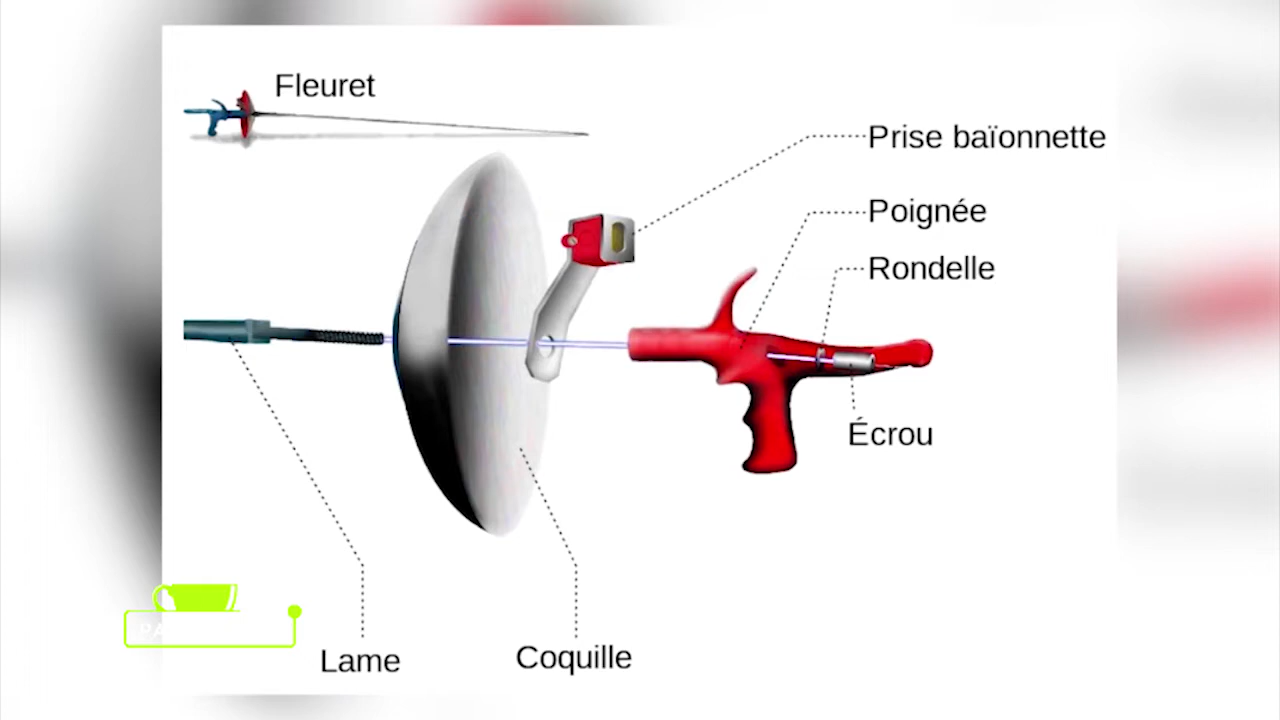 Fleuret
Prise baïonnette
Poignée
Rondelle
Écrou
Lame
Coquille